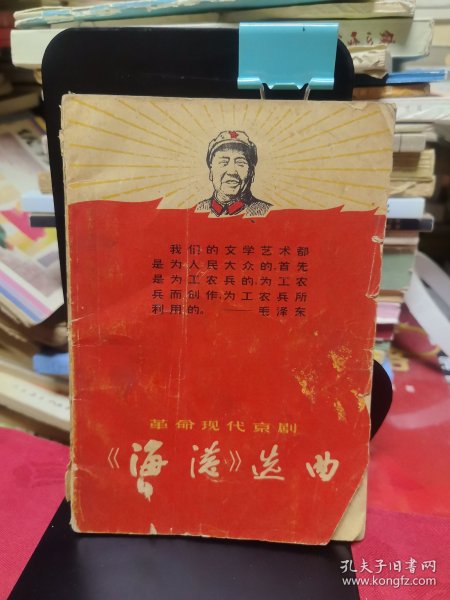 我们的文学艺术都
是为人民大众的,首先
是为工农兵的,为工农
兵而创作,为工农兵所
利用的。——毛泽东
革命现代京剧
《海港》选曲
孔夫子旧书网
www.kongfz.com